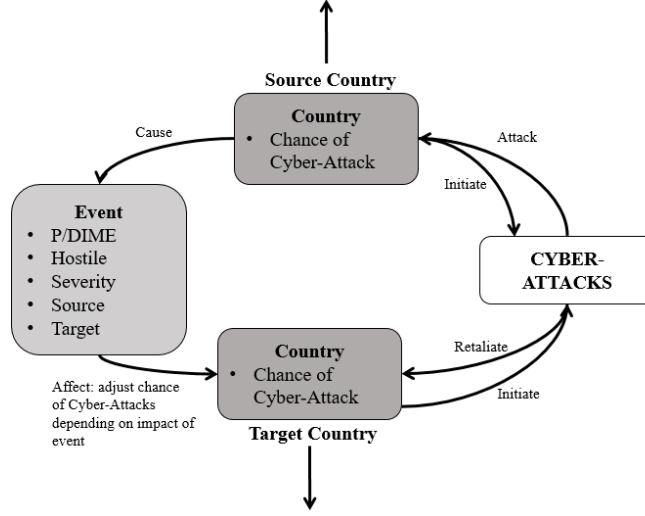 Source Country
Country
• Chance of
Cyber-Attack
Cause
Attack
Initiate
Event
• P/DIME
• Hostile
• Severity
• Source
• Target
CYBER-
ATTACKS
Country
• Chance of
Cyber-Attack
Retaliate
Initiate
Affect: adjust chance
of Cyber-Attacks
depending on impact of
event
Target Country